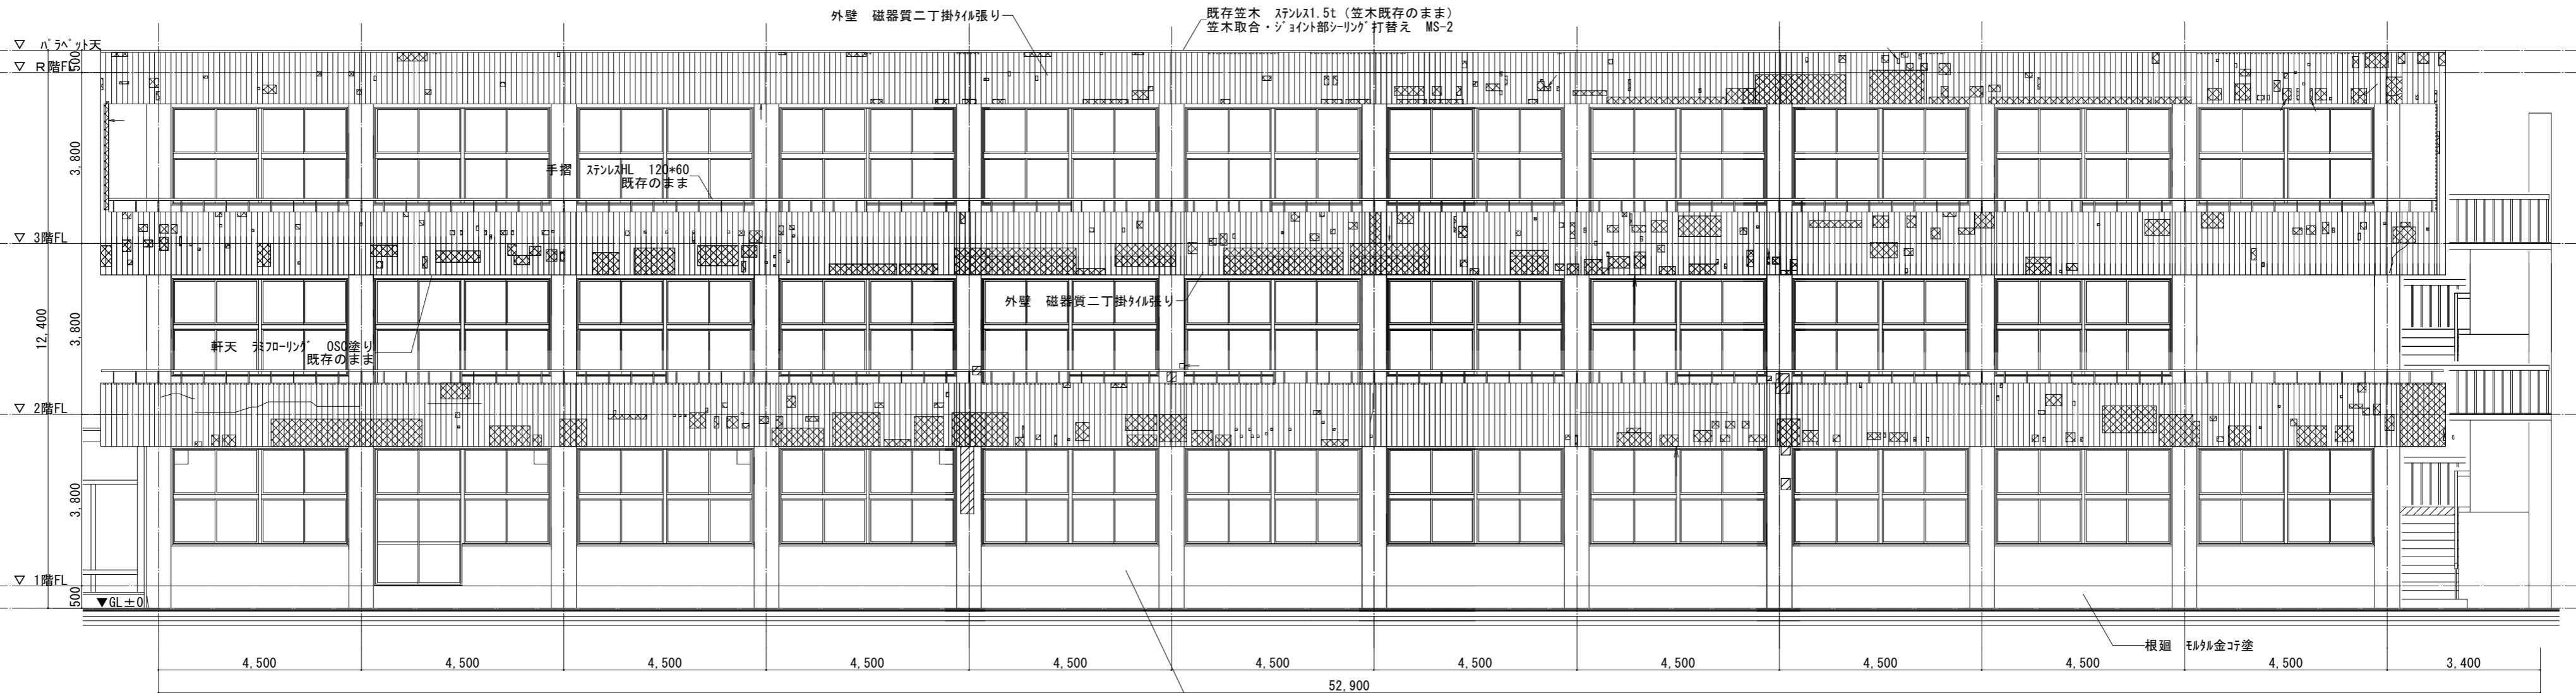 外壁　磁器質二丁掛ﾀｲﾙ張り
既存笠木　ｽﾃﾝﾚｽ1.5t（笠木既存のまま）
笠木取合・ｼﾞｮｲﾝﾄ部ｼｰﾘﾝｸﾞ打替え　MS-2
▽　ﾊﾟﾗﾍﾟｯﾄ天
500
▽　R階FL
3,800
手摺　ｽﾃﾝﾚｽHL　120*60
既存のまま
▽　3階FL
外壁　磁器質二丁掛ﾀｲﾙ張り
12,400
3,800
軒天　ﾗﾐﾌﾛｰﾘﾝｸﾞ　OSC塗り
既存のまま
▽　2階FL
3,800
▽　1階FL
500
▼GL±0
根廻　ﾓﾙﾀﾙ金ｺﾃ塗
4,500 4,500 4,500 4,500 4,500 4,500 4,500 4,500 4,500 4,500 4,500 3,400
52,900